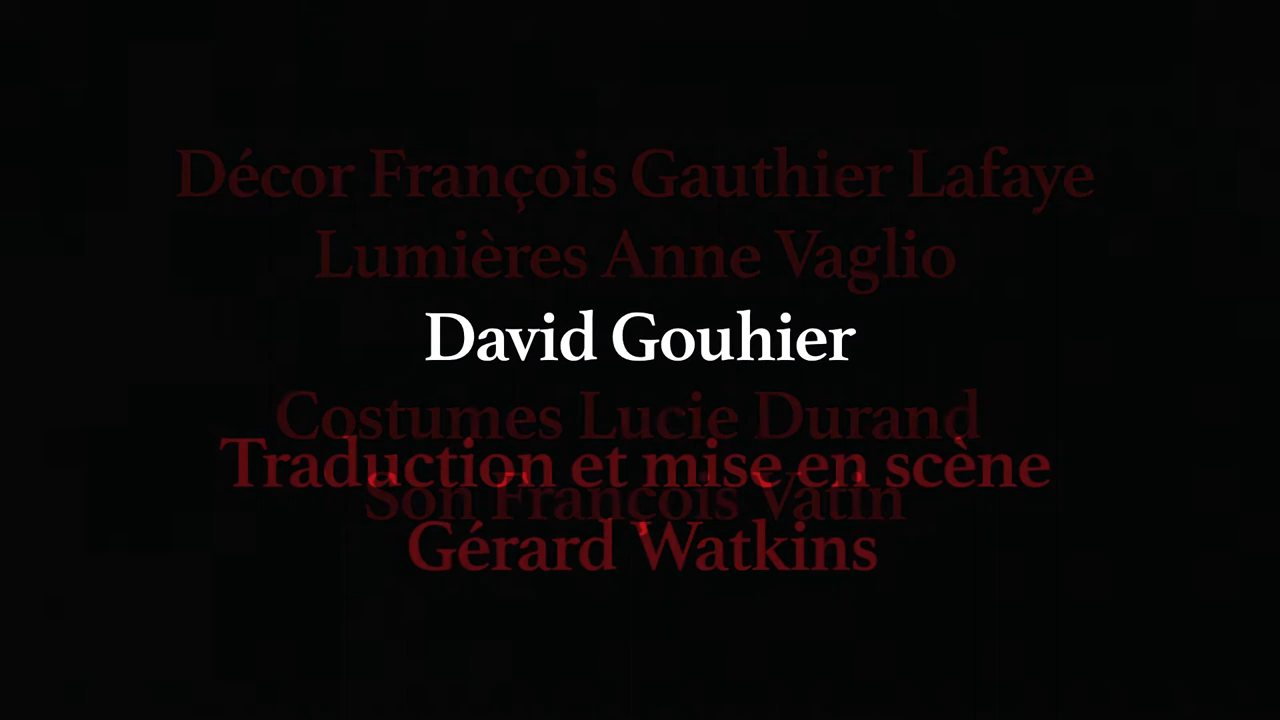 Décor François Gauthier Lafaye
Lumières Anne Vaglio
David Gouhier
Costumes Lucie Durand
Traduction et mise en scène
Son François Vatin
Gérard Watkins